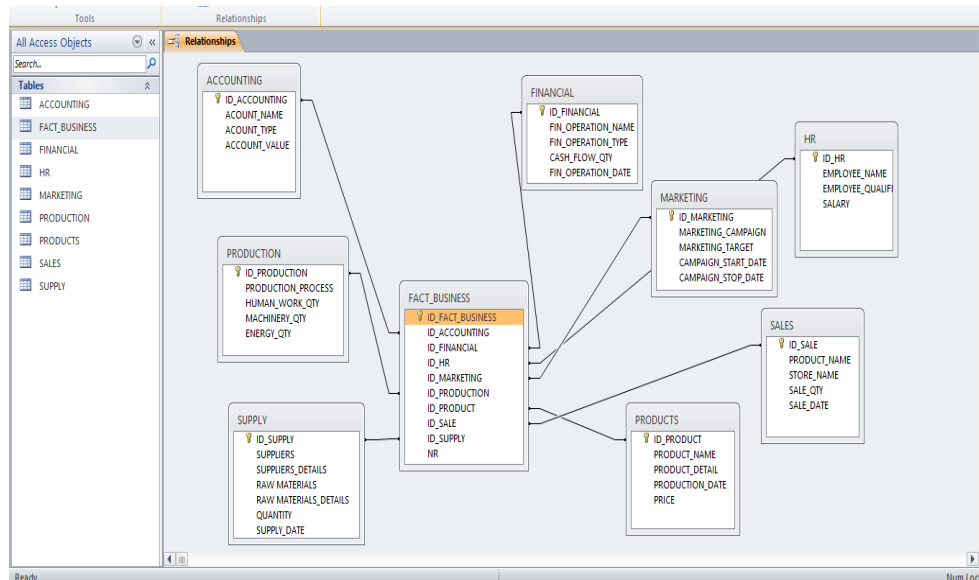 Tools
Relationships
All Access Objects
Search...
Tables
ACCOUNTING
FACT_BUSINESS
FINANCIAL
HR
MARKETING
PRODUCTION
PRODUCTS
SALES
SUPPLY
Relationships
ACCOUNTING
ID_ACCOUNTING
ACOUNT_NAME
ACOUNT_TYPE
ACCOUNT_VALUE
FINANCIAL
ID_FINANCIAL
FIN_OPERATION_NAME
FIN_OPERATION_TYPE
CASH_FLOW_QTY
FIN_OPERATION_DATE
HR
ID_HR
EMPLOYEE_NAME
EMPLOYEE_QUALIFI
SALARY
MARKETING
ID_MARKETING
MARKETING_CAMPAIGN
MARKETING_TARGET
CAMPAIGN_START_DATE
CAMPAIGN_STOP_DATE
PRODUCTION
ID_PRODUCTION
PRODUCTION_PROCESS
HUMAN_WORK_QTY
MACHINERY_QTY
ENERGY_QTY
FACT_BUSINESS
ID_FACT_BUSINESS
ID_ACCOUNTING
ID_FINANCIAL
ID_HR
ID_MARKETING
ID_PRODUCTION
ID_PRODUCT
ID_SALE
ID_SUPPLY
NR
SALES
ID_SALE
PRODUCT_NAME
STORE_NAME
SALE_QTY
SALE_DATE
SUPPLY
ID_SUPPLY
SUPPLIERS
SUPPLIERS_DETAILS
RAW MATERIALS
RAW MATERIALS_DETAILS
QUANTITY
SUPPLY_DATE
PRODUCTS
ID_PRODUCT
PRODUCT_NAME
PRODUCT_DETAIL
PRODUCTION_DATE
PRICE
Ready
Num Loc